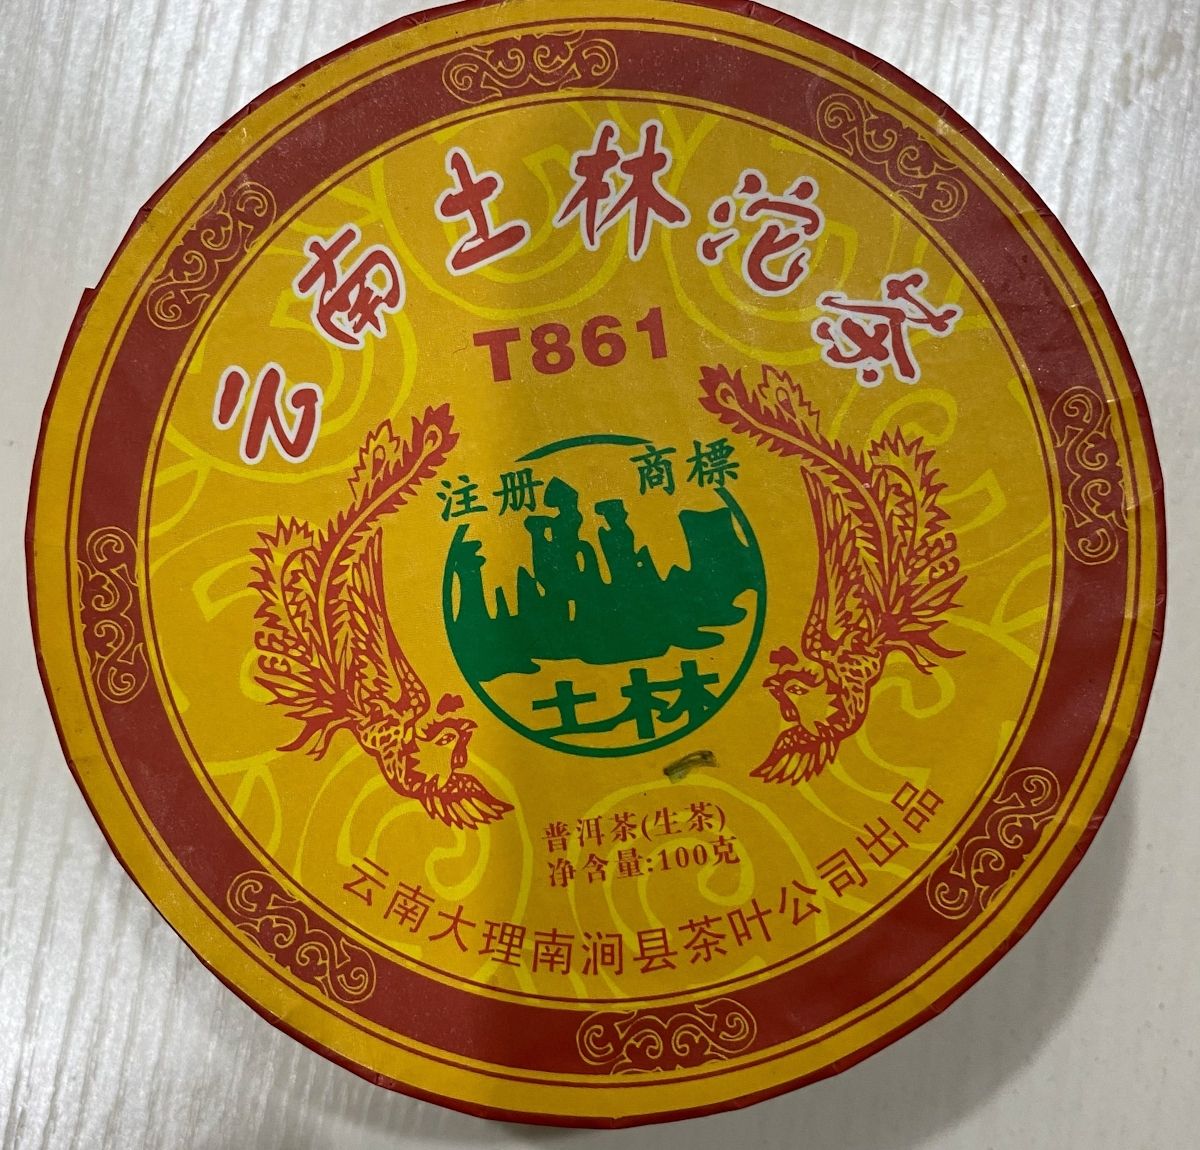 云南土林沱茶
T861
注册 商標
土林
普洱茶(生茶)
净含量:100克
云南大理南涧县茶叶公司出品